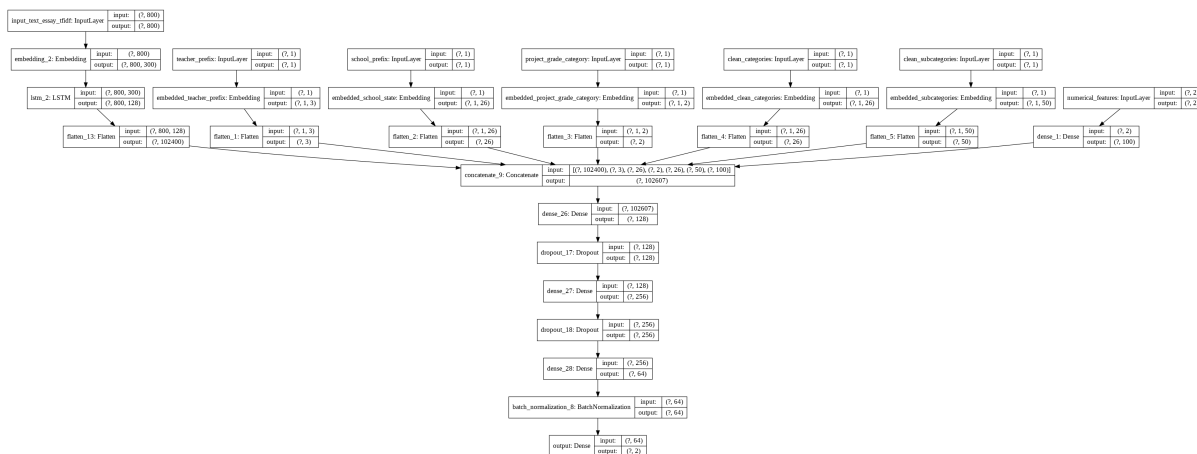 input_text_essay_tfidf: InputLayer
input: (?, 800)
output: (?, 800)
embedding_2: Embedding
input: (?, 800)
output: (?, 800, 300)
teacher_prefix: InputLayer
input: (?, 1)
output: (?, 1)
school_prefix: InputLayer
input: (?, 1)
output: (?, 1)
project_grade_category: InputLayer
input: (?, 1)
output: (?, 1)
clean_categories: InputLayer
input: (?, 1)
output: (?, 1)
clean_subcategories: InputLayer
input: (?, 1)
output: (?, 1)
lstm_2: LSTM
input: (?, 800, 300)
output: (?, 800, 128)
embedded_teacher_prefix: Embedding
input: (?, 1)
output: (?, 1, 3)
embedded_school_state: Embedding
input: (?, 1)
output: (?, 1, 26)
embedded_project_grade_category: Embedding
input: (?, 1)
output: (?, 1, 2)
embedded_clean_categories: Embedding
input: (?, 1)
output: (?, 1, 26)
embedded_subcategories: Embedding
input: (?, 1)
output: (?, 1, 50)
numerical_features: InputLayer
input: (?, 2
output: (?, 2
flatten_13: Flatten
input: (?, 800, 128)
output: (?, 102400)
flatten_1: Flatten
input: (?, 1, 3)
output: (?, 3)
flatten_2: Flatten
input: (?, 1, 26)
output: (?, 26)
flatten_3: Flatten
input: (?, 1, 2)
output: (?, 2)
flatten_4: Flatten
input: (?, 1, 26)
output: (?, 26)
flatten_5: Flatten
input: (?, 1, 50)
output: (?, 50)
dense_1: Dense
input: (?, 2)
output: (?, 100)
concatenate_9: Concatenate
input: [(?, 102400), (?, 3), (?, 26), (?, 2), (?, 26), (?, 50), (?, 100)]
output: (?, 102607)
dense_26: Dense
input: (?, 102607)
output: (?, 128)
dropout_17: Dropout
input: (?, 128)
output: (?, 128)
dense_27: Dense
input: (?, 128)
output: (?, 256)
dropout_18: Dropout
input: (?, 256)
output: (?, 256)
dense_28: Dense
input: (?, 256)
output: (?, 64)
batch_normalization_8: BatchNormalization
input: (?, 64)
output: (?, 64)
output: Dense
input: (?, 64)
output: (?, 2)